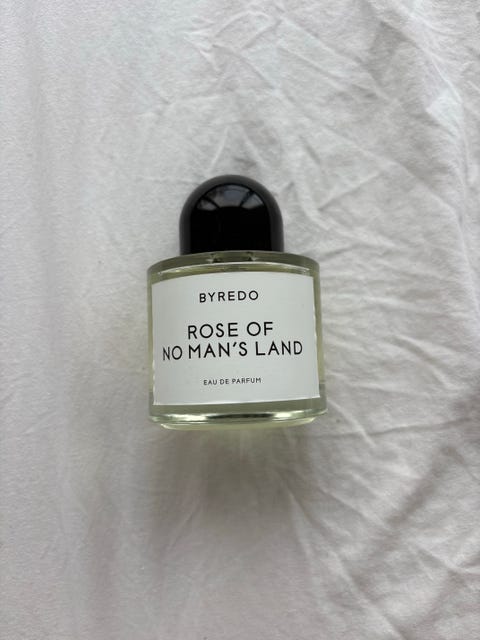 BYREDO
ROSE OF
NO MAN'S LAND
EAU DE PARFUM